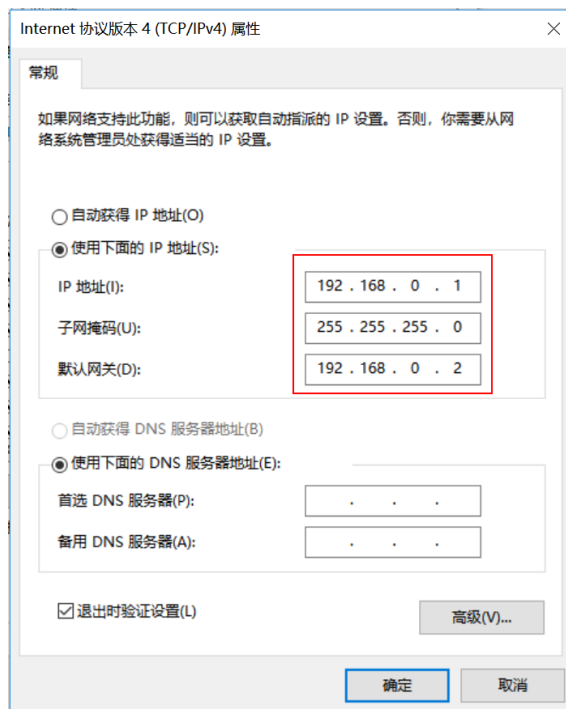 Internet 协议版本 4 (TCP/IPv4) 属性
常规
如果网络支持此功能，则可以获取自动指派的 IP 设置。否则，你需要从网
络系统管理员处获得适当的 IP 设置。
自动获得 IP 地址(O)
使用下面的 IP 地址(S):
IP 地址(I): 192 . 168 . 0 . 1
子网掩码(U): 255 . 255 . 255 . 0
默认网关(D): 192 . 168 . 0 . 2
自动获得 DNS 服务器地址(B)
使用下面的 DNS 服务器地址(E):
首选 DNS 服务器(P): . . .
备用 DNS 服务器(A): . . .
退出时验证设置(L)
高级(V)...
确定 取消